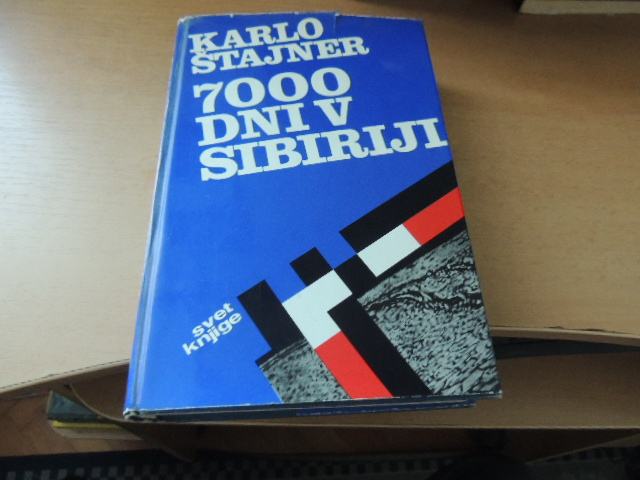 KARLO
ŠTAJNER
7000
DNI V
SIBIRIJI
svet
knjige